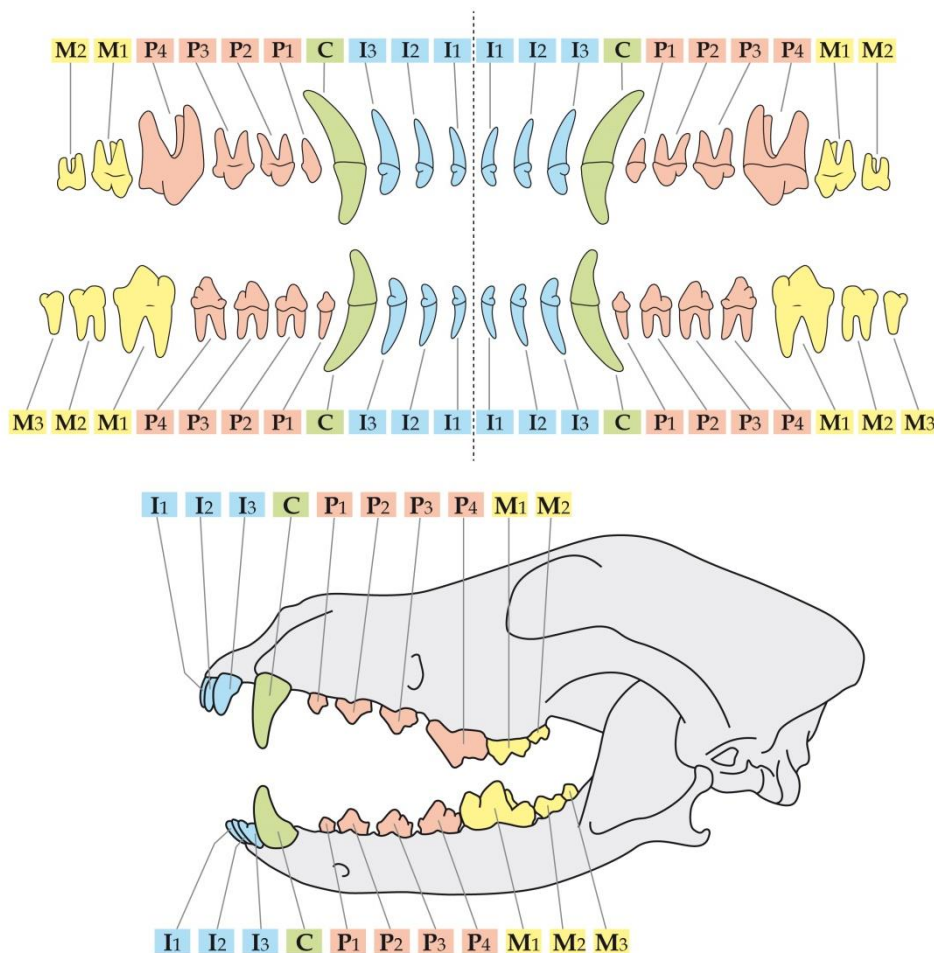 M2 M1 P4 P3 P2 P1 C I3 I2 I1 I1 I2 I3 C P1 P2 P3 P4 M1 M2
M3 M2 M1 P4 P3 P2 P1 C I3 I2 I1 I1 I2 I3 C P1 P2 P3 P4 M1 M2 M3
I1 I2 I3 C P1 P2 P3 P4 M1 M2
I1 I2 I3 C P1 P2 P3 P4 M1 M2 M3